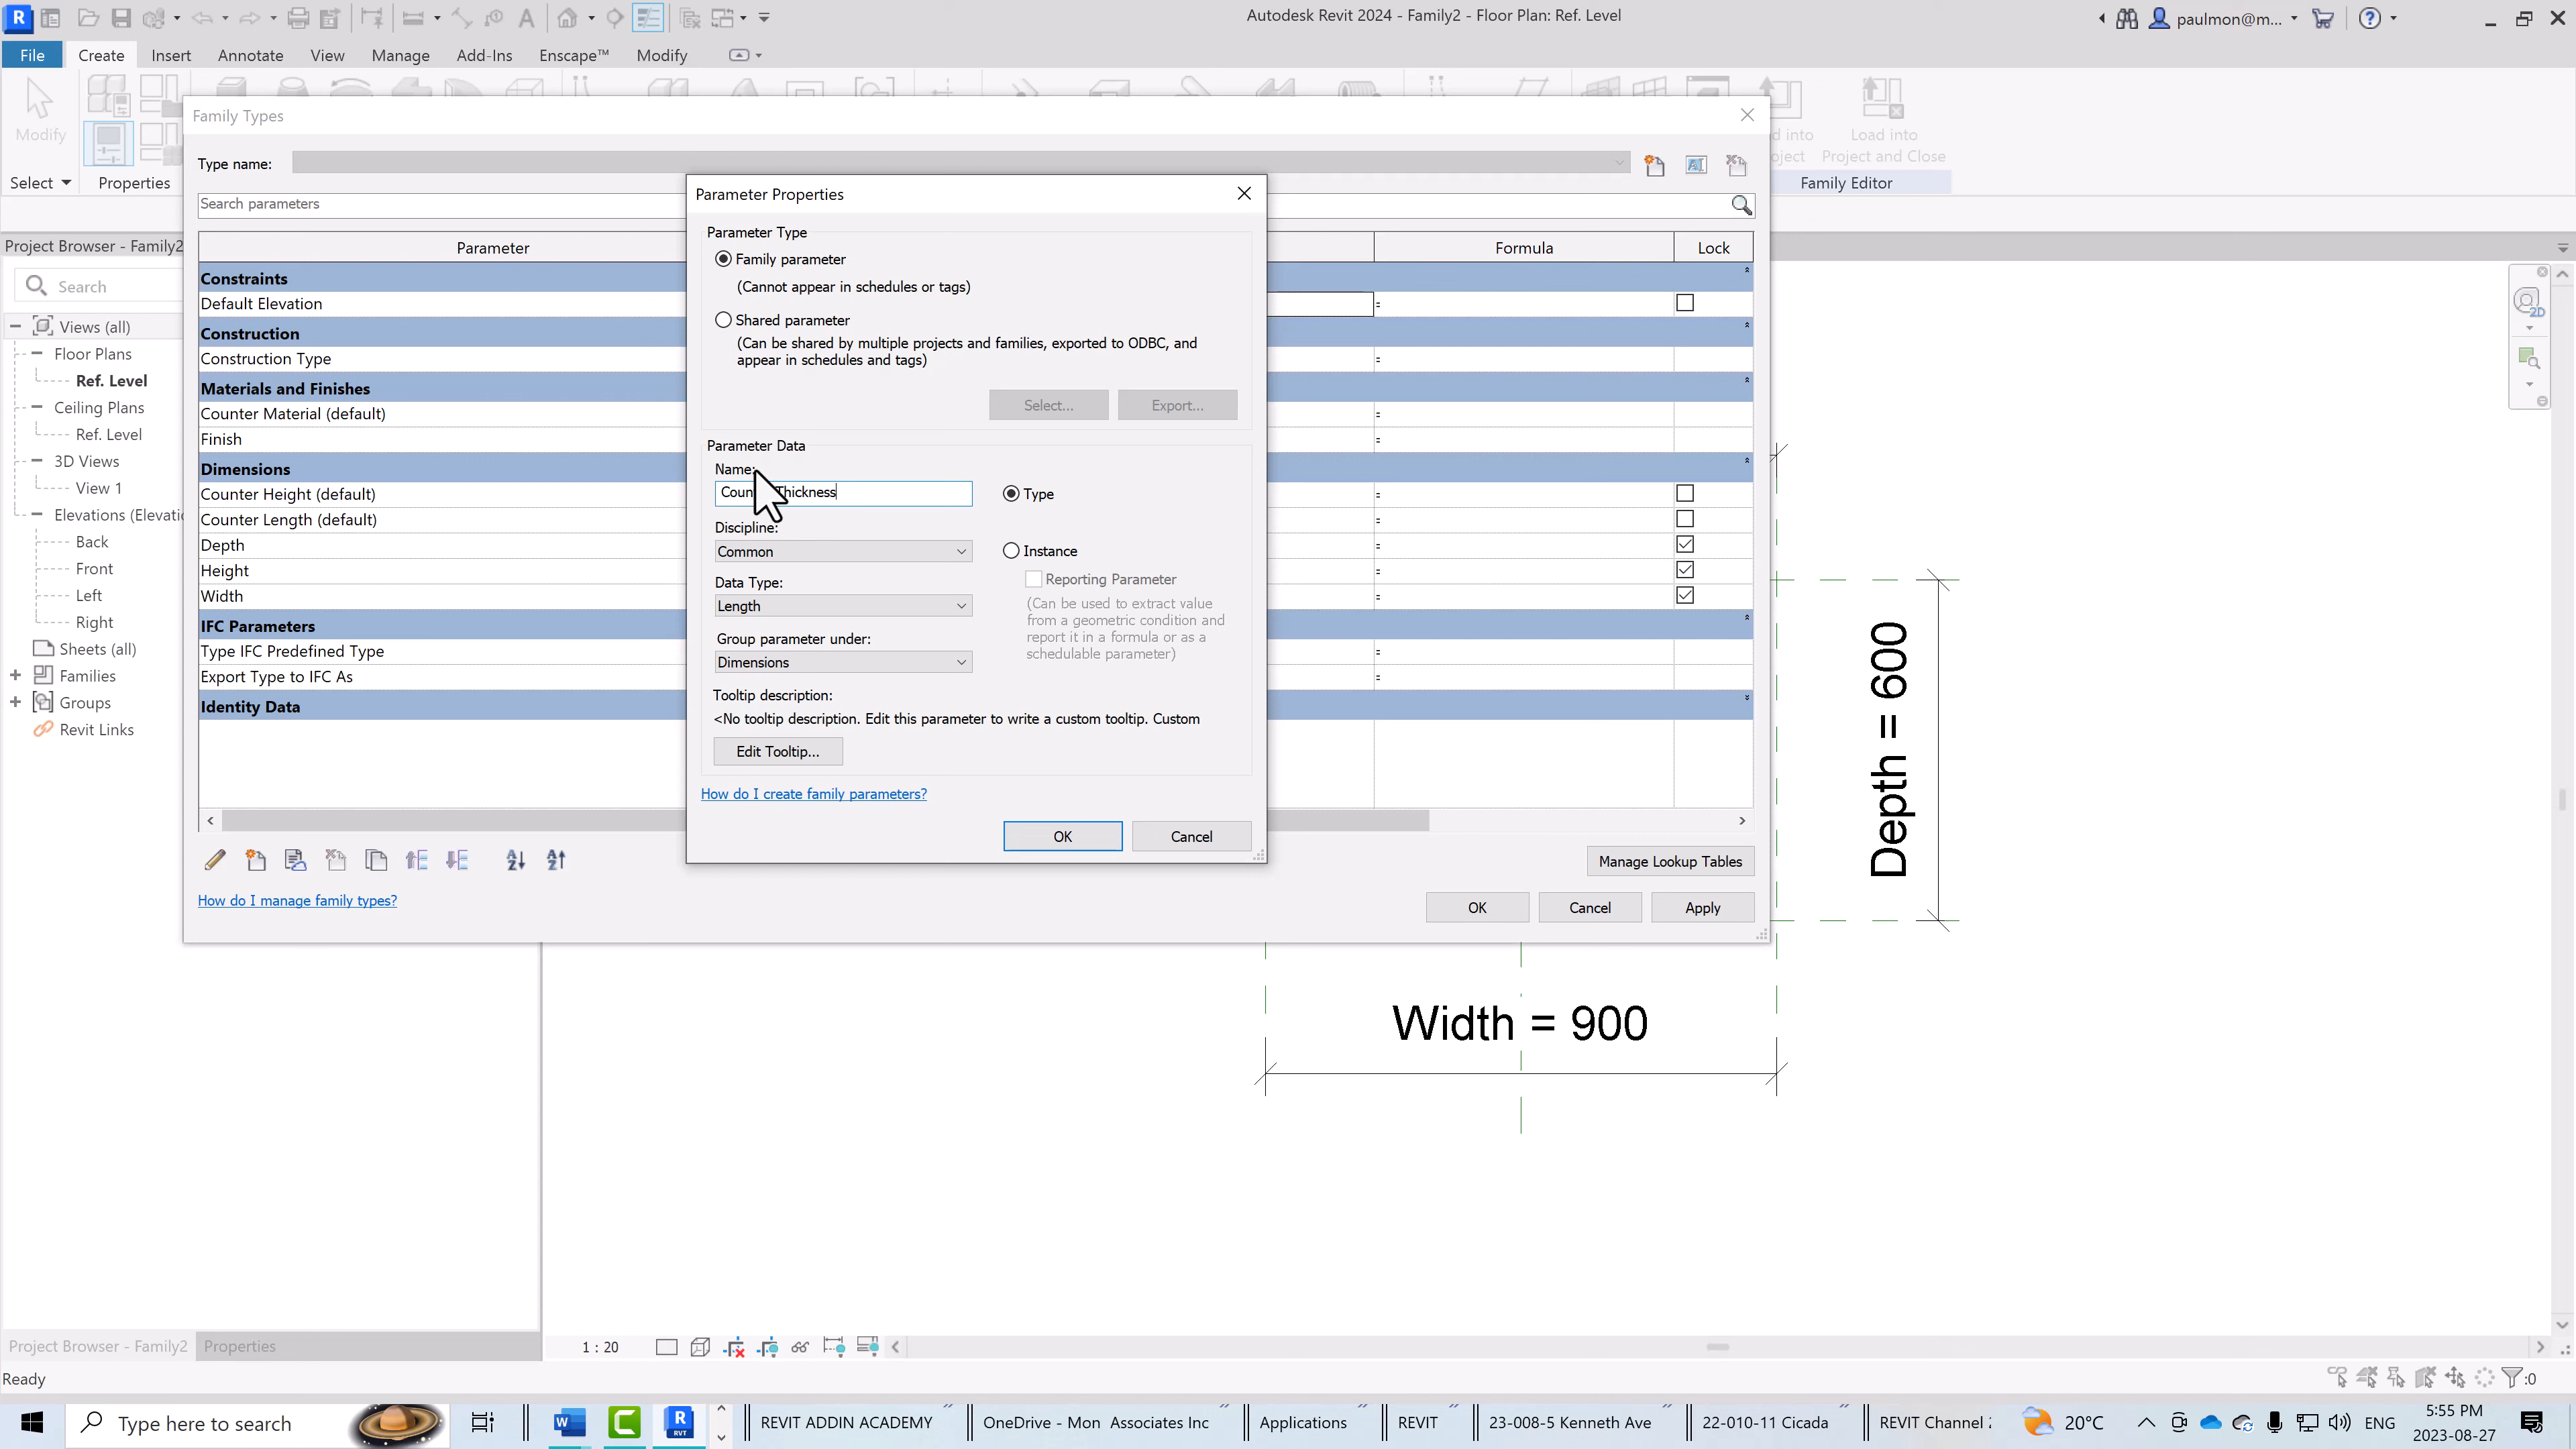 Autodesk Revit 2024 - Family2 - Floor Plan: Ref. Level
paulmon@m...
File Create Insert Annotate View Manage Add-Ins Enscape™ Modify
Modify
Load into
Project and Close
Select Properties
Family Editor
Family Types
Type name:
Search parameters
Parameter Formula Lock
Constraints
Default Elevation =
Construction
Construction Type =
Materials and Finishes
Counter Material (default) =
Finish =
Dimensions
Counter Height (default) =
Counter Length (default) =
Depth =
Height =
Width =
IFC Parameters
Type IFC Predefined Type =
Export Type to IFC As =
Identity Data
Manage Lookup Tables
How do I manage family types?
OK Cancel Apply
Parameter Properties
Parameter Type
Family parameter
(Cannot appear in schedules or tags)
Shared parameter
(Can be shared by multiple projects and families, exported to ODBC, and
appear in schedules and tags)
Select... Export...
Parameter Data
Name:
Thickness
Type
Discipline:
Common
Instance
Reporting Parameter
(Can be used to extract value
from a geometric condition and
report it in a formula or as a
schedulable parameter)
Data Type:
Length
Group parameter under:
Dimensions
Tooltip description:
<No tooltip description. Edit this parameter to write a custom tooltip. Custom
Edit Tooltip...
How do I create family parameters?
OK Cancel
Project Browser - Family2
Search
Views (all)
Floor Plans
Ref. Level
Ceiling Plans
Ref. Level
3D Views
View 1
Elevations (Elevatio
Back
Front
Left
Right
Sheets (all)
Families
Groups
Revit Links
Depth = 600
Width = 900
Project Browser - Family2 Properties
1 : 20
Ready
:0
Type here to search
REVIT ADDIN ACADEMY
OneDrive - Mon Associates Inc
Applications
REVIT
23-008-5 Kenneth Ave
22-010-11 Cicada
REVIT Channel
20°C
ENG
5:55 PM
2023-08-27